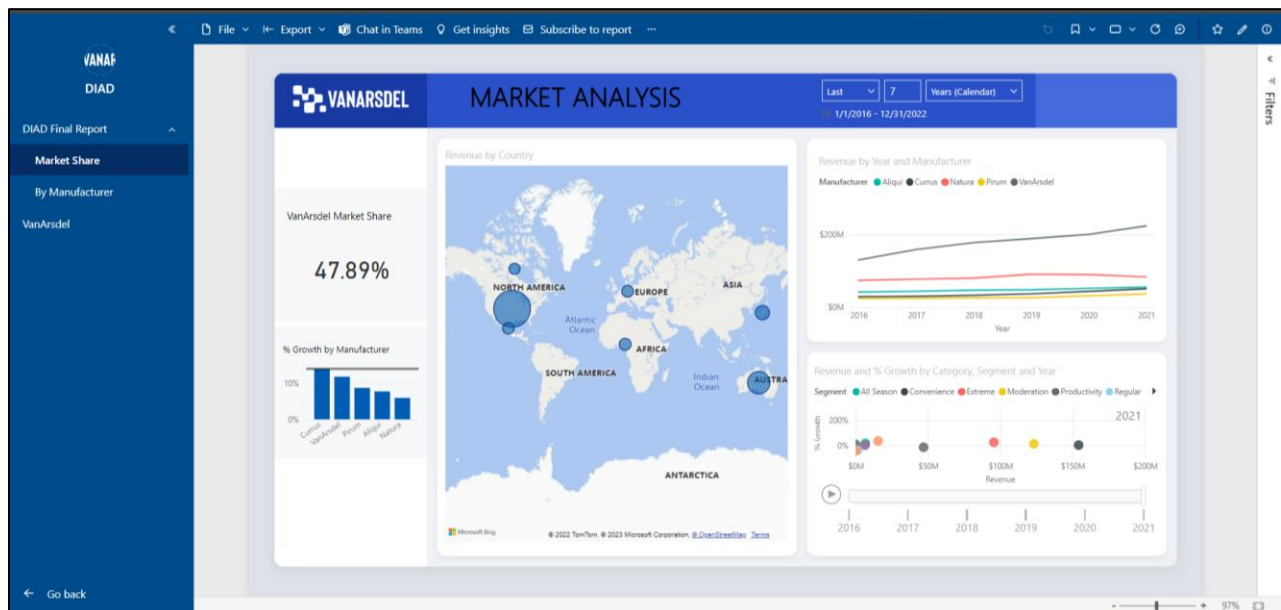 File
Export
Chat in Teams
Get insights
Subscribe to report
···
VANAR
DIAD
DIAD Final Report
Market Share
By Manufacturer
VanArsdel
Go back
VANARSDEL
MARKET ANALYSIS
Last
7
Years (Calendar)
1/1/2016 - 12/31/2022
VanArsdel Market Share
47.89%
% Growth by Manufacturer
10%
0%
Currus
VanArsdel
Pirum
Aliqui
Natura
Revenue by Country
NORTH AMERICA
EUROPE
ASIA
Atlantic
Ocean
AFRICA
SOUTH AMERICA
Indian
Ocean
AUSTRA
ANTARCTICA
Microsoft Bing
© 2022 TomTom, © 2023 Microsoft Corporation, © OpenStreetMap Terms
Revenue by Year and Manufacturer
Manufacturer Aliqui Currus Natura Pirum VanArsdel
$200M
$0M
2016 2017 2018 2019 2020 2021
Year
Revenue and % Growth by Category, Segment and Year
Segment All Season Convenience Extreme Moderation Productivity Regular
2021
% Growth
200%
0%
$0M $50M $100M $150M $200M
Revenue
2016 2017 2018 2019 2020 2021
Filters
- + 97%